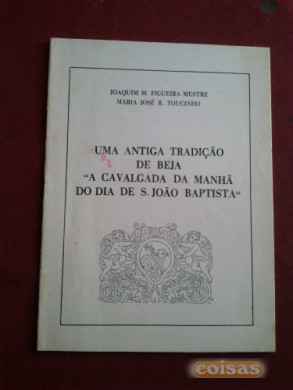 JOAQUIM M. FIGUEIRA MESTRE
MARIA JOSÉ R. TOUCINHO
UMA ANTIGA TRADIÇÃO
DE BEJA
"A CAVALGADA DA MANHÃ
DO DIA DE S. JOÃO BAPTISTA"
coisas